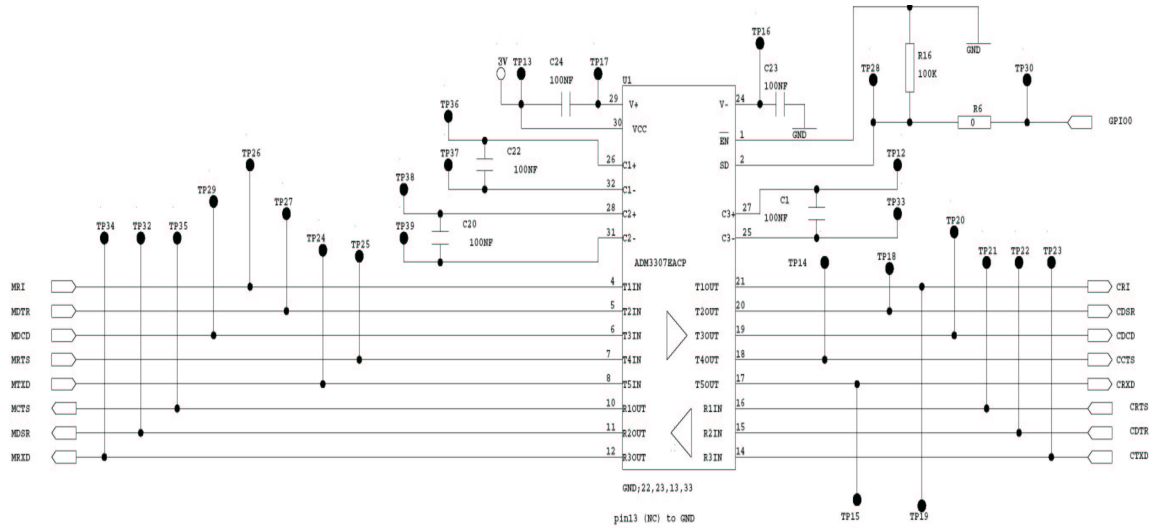 GND
TP16
R16
100K
3V
TP13
C24
100NF
TP17
C23
100NF
TP28
TP30
U1
R6
0
GPIO0
TP36
29
V+
V-
24
GND
30
VCC
EN
1
C22
100NF
26
C1+
SD
2
TP26
TP37
TP12
32
C1-
TP38
C1
100NF
C3+
27
TP29
28
C2+
TP33
TP27
C20
100NF
TP34
TP32
TP35
TP39
31
C2-
C3-
25
TP20
TP24
TP25
TP21
TP22
TP23
ADM3307EACP
TP14
TP18
MRI
4
T1IN
T1OUT
21
CRI
MDTR
5
T2IN
T2OUT
20
CDSR
MDCD
6
T3IN
T3OUT
19
CDCD
MRTS
7
T4IN
T4OUT
18
CCTS
MTXD
8
T5IN
T5OUT
17
CRXD
MCTS
10
R1OUT
R1IN
16
CRTS
MDSR
11
R2OUT
R2IN
15
CDTR
MRXD
12
R3OUT
R3IN
14
CTXD
GND;22,23,13,33
TP15
TP19
pin13 (NC) to GND